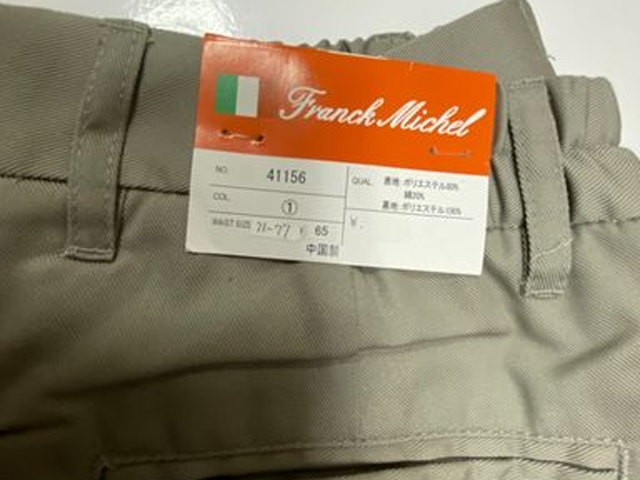 Franck Michel
NO. 41156
COL. ①
WAIST SIZE 71-77 65
中国製
QUAL. 表地:ポリエステル80%
綿20%
裏地:ポリエステル100%
¥.